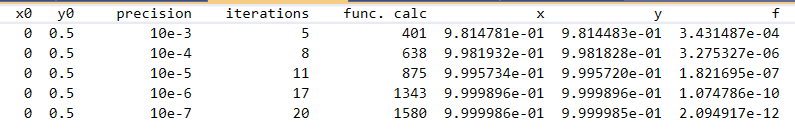 x0 y0 precision iterations func. calc x y f
0 0.5 10e-3 5 401 9.814781e-01 9.814483e-01 3.431487e-04
0 0.5 10e-4 8 638 9.981932e-01 9.981828e-01 3.275327e-06
0 0.5 10e-5 11 875 9.995734e-01 9.995720e-01 1.821695e-07
0 0.5 10e-6 17 1343 9.999896e-01 9.999896e-01 1.074786e-10
0 0.5 10e-7 20 1580 9.999986e-01 9.999985e-01 2.094917e-12